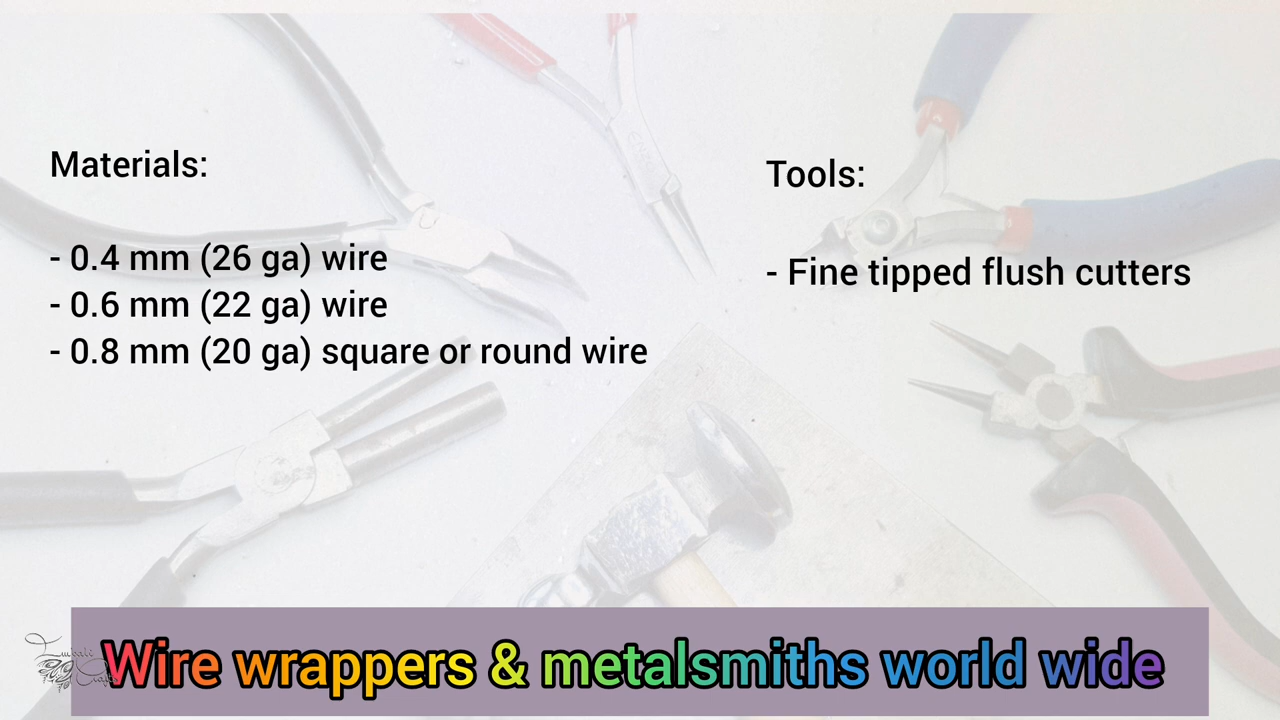 Materials:
- 0.4 mm (26 ga) wire
- 0.6 mm (22 ga) wire
- 0.8 mm (20 ga) square or round wire
Tools:
- Fine tipped flush cutters
Wire wrappers & metalsmiths world wide